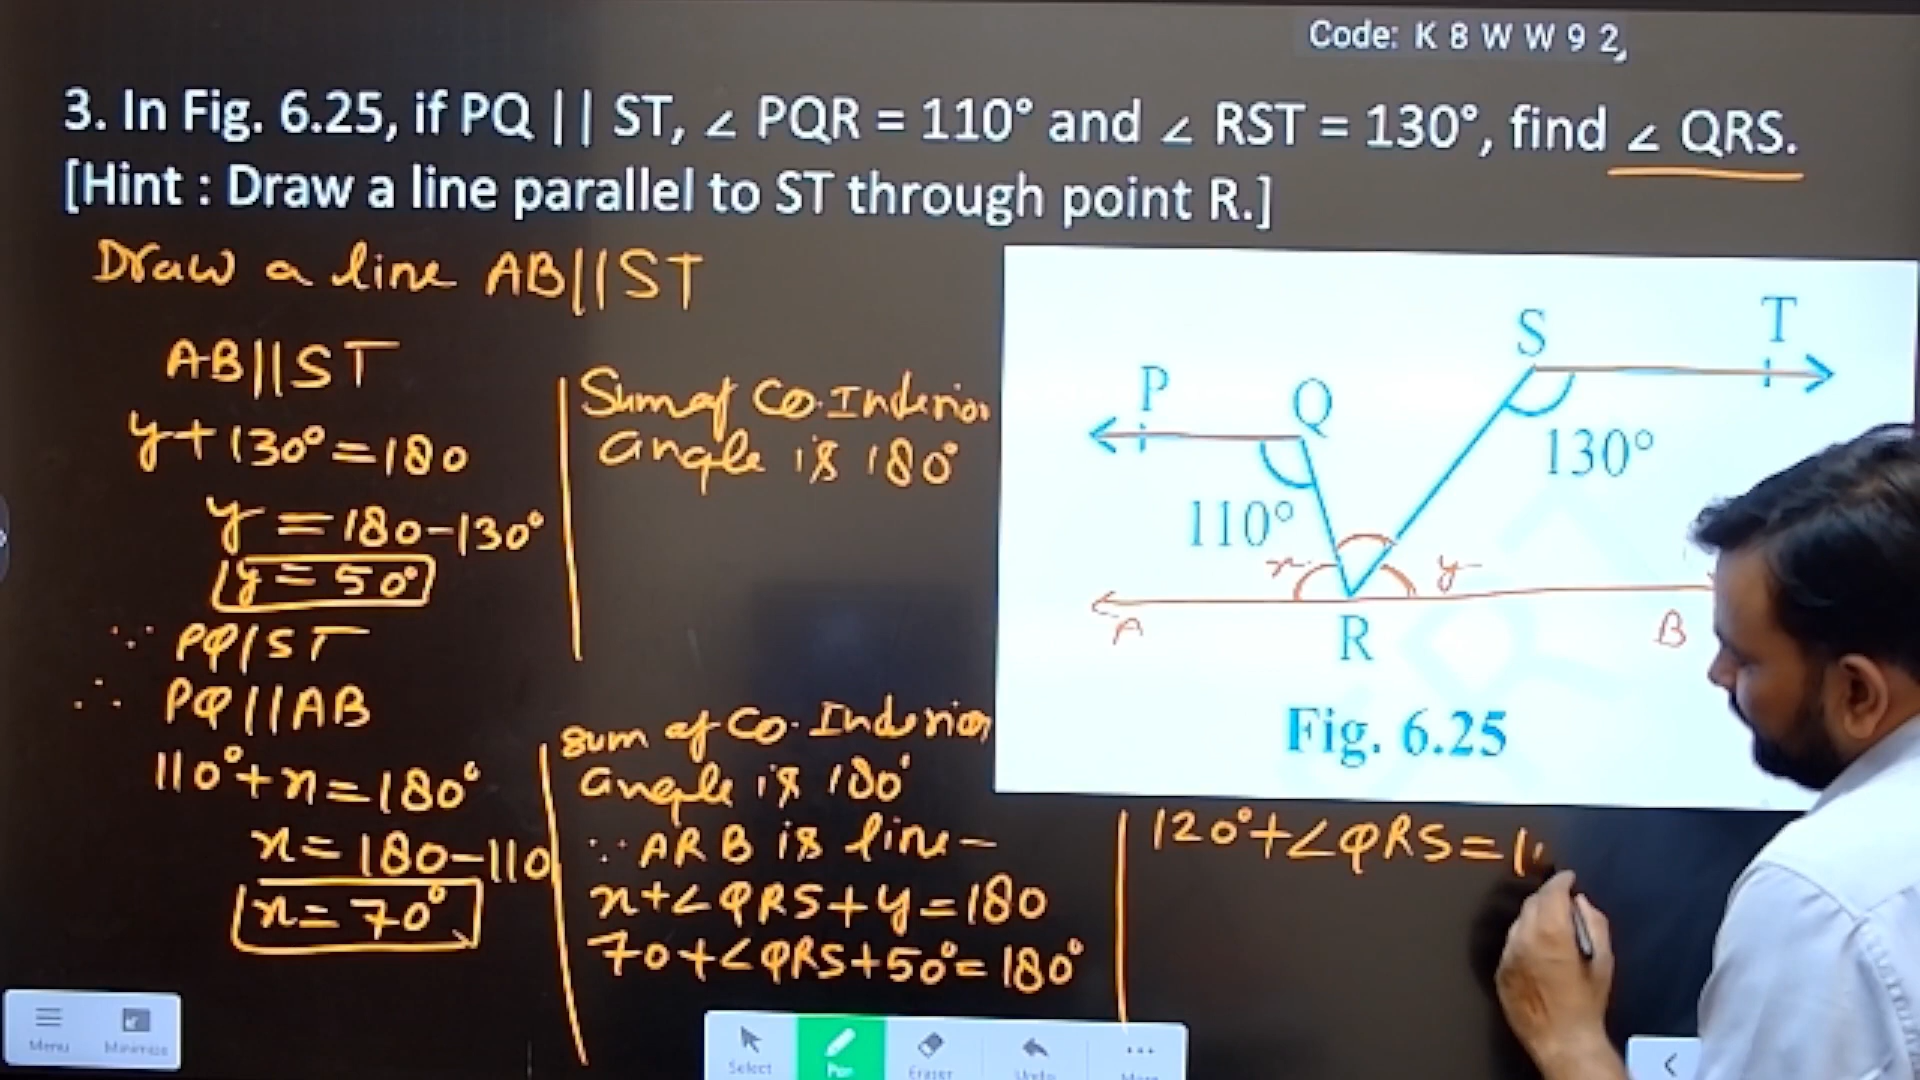 Code: K 8 W W 9 2
3. In Fig. 6.25, if PQ || ST, ∠ PQR = 110° and ∠ RST = 130°, find ∠ QRS.
[Hint : Draw a line parallel to ST through point R.]
Draw a line AB||ST
AB||ST
y+130°=180
y=180-130°
y=50°
∵ PQ/ST
∴ PQ||AB
110°+x=180°
x=180-110
x=70°
Sum of Co-Interior
angle is 180°
Sum of Co-Interior
angle is 180°
∵ ARB is line-
x+∠QRS+y=180
70+∠QRS+50°=180°
120°+∠QRS=1
P
Q
S
T
110°
130°
x
y
A
R
B
Fig. 6.25
Menu
Minimize
Select
Pen
Eraser
Undo
More